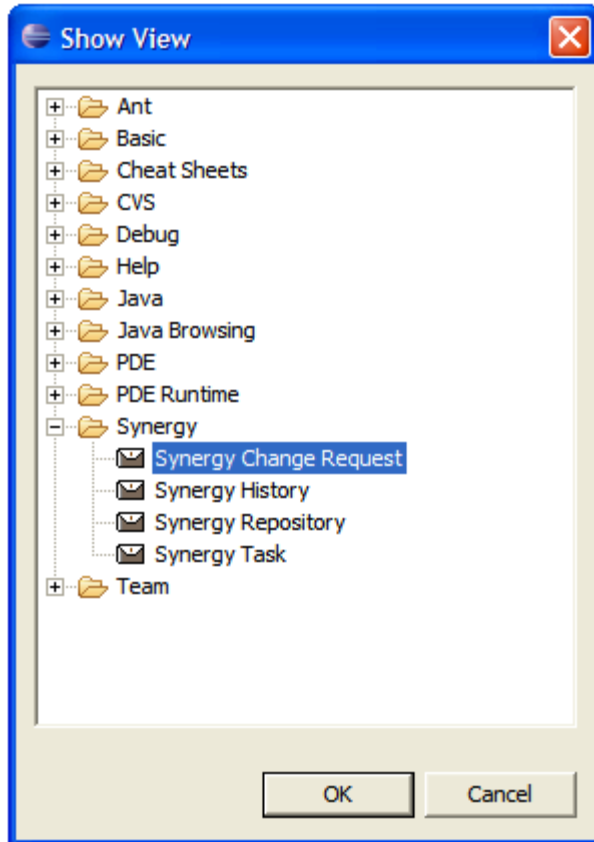 Show View
Ant
Basic
Cheat Sheets
CVS
Debug
Help
Java
Java Browsing
PDE
PDE Runtime
Synergy
Synergy Change Request
Synergy History
Synergy Repository
Synergy Task
Team
OK Cancel